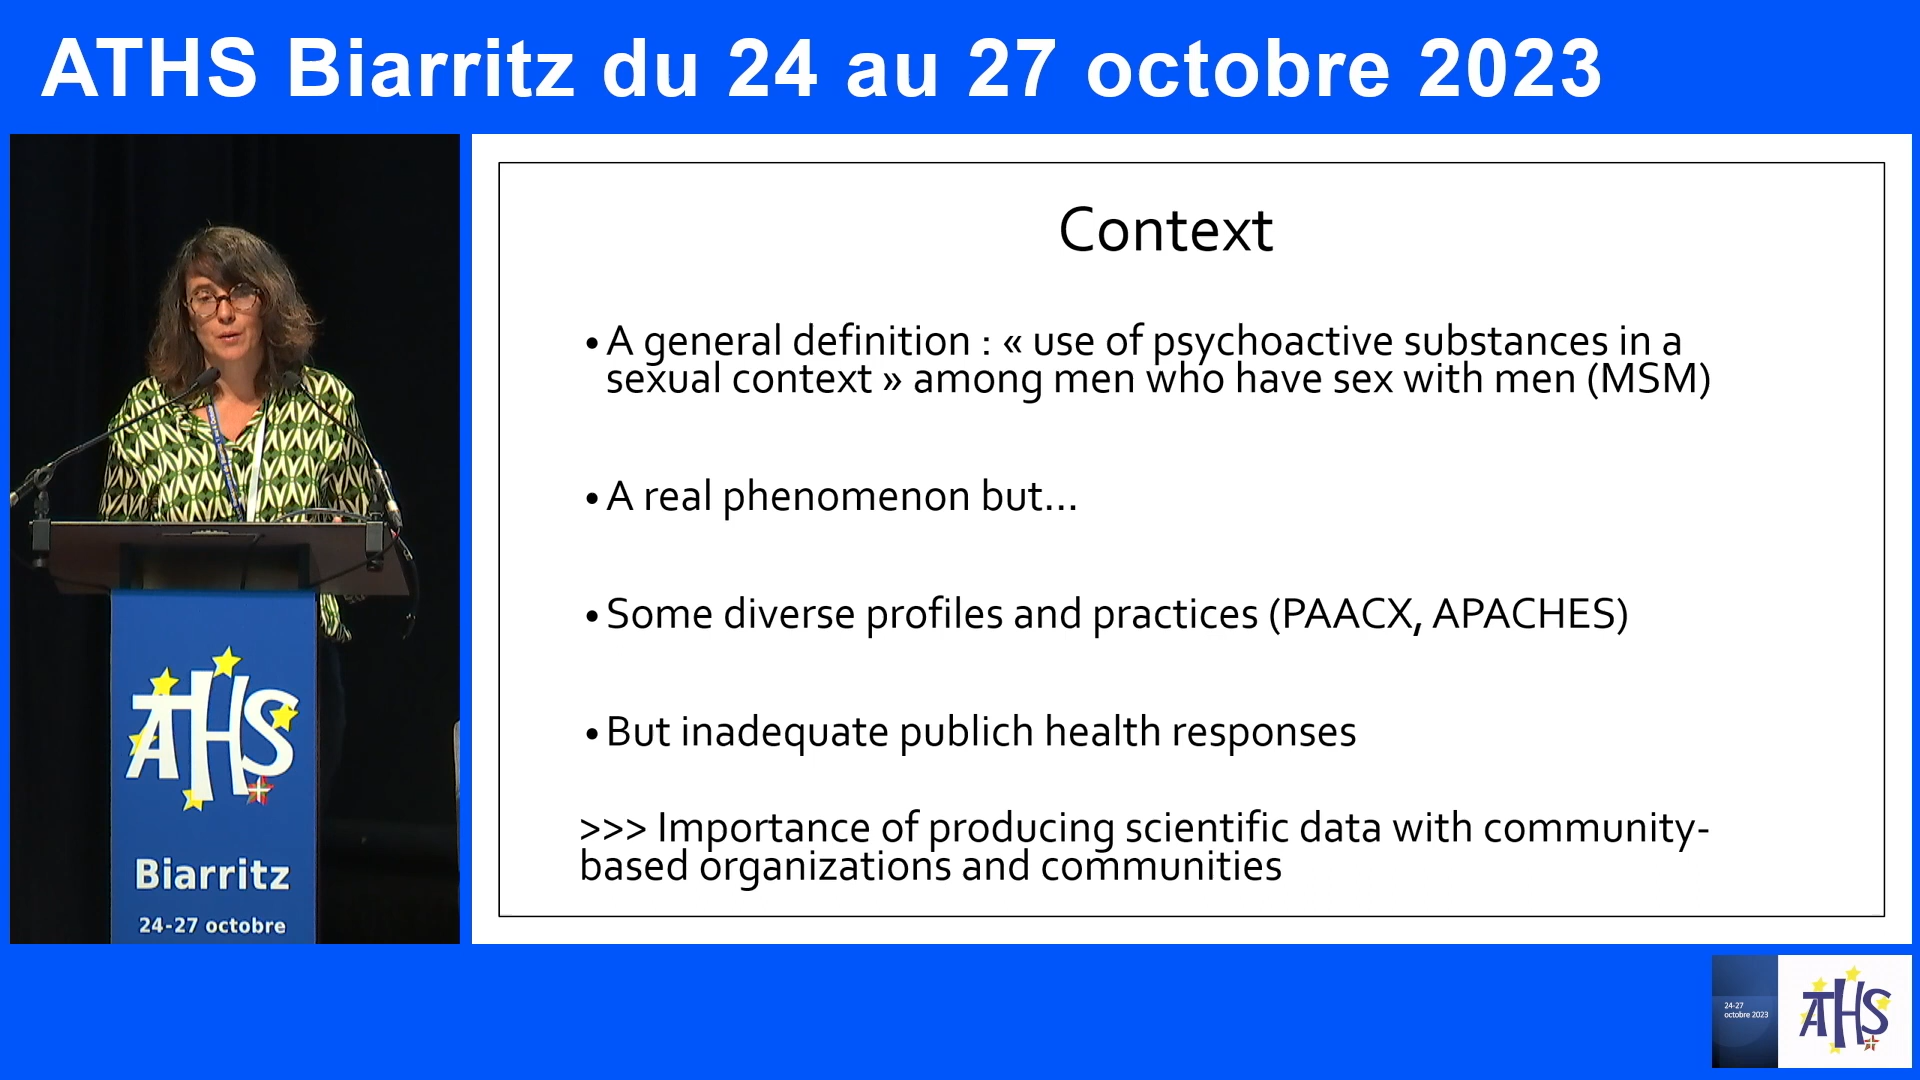 ATHS Biarritz du 24 au 27 octobre 2023
Context
• A general definition : « use of psychoactive substances in a
sexual context » among men who have sex with men (MSM)
• A real phenomenon but...
• Some diverse profiles and practices (PAACX, APACHES)
• But inadequate publich health responses
>>> Importance of producing scientific data with community-
based organizations and communities
ATHS
Biarritz
24-27 octobre
24-27
octobre 2023
ATHS